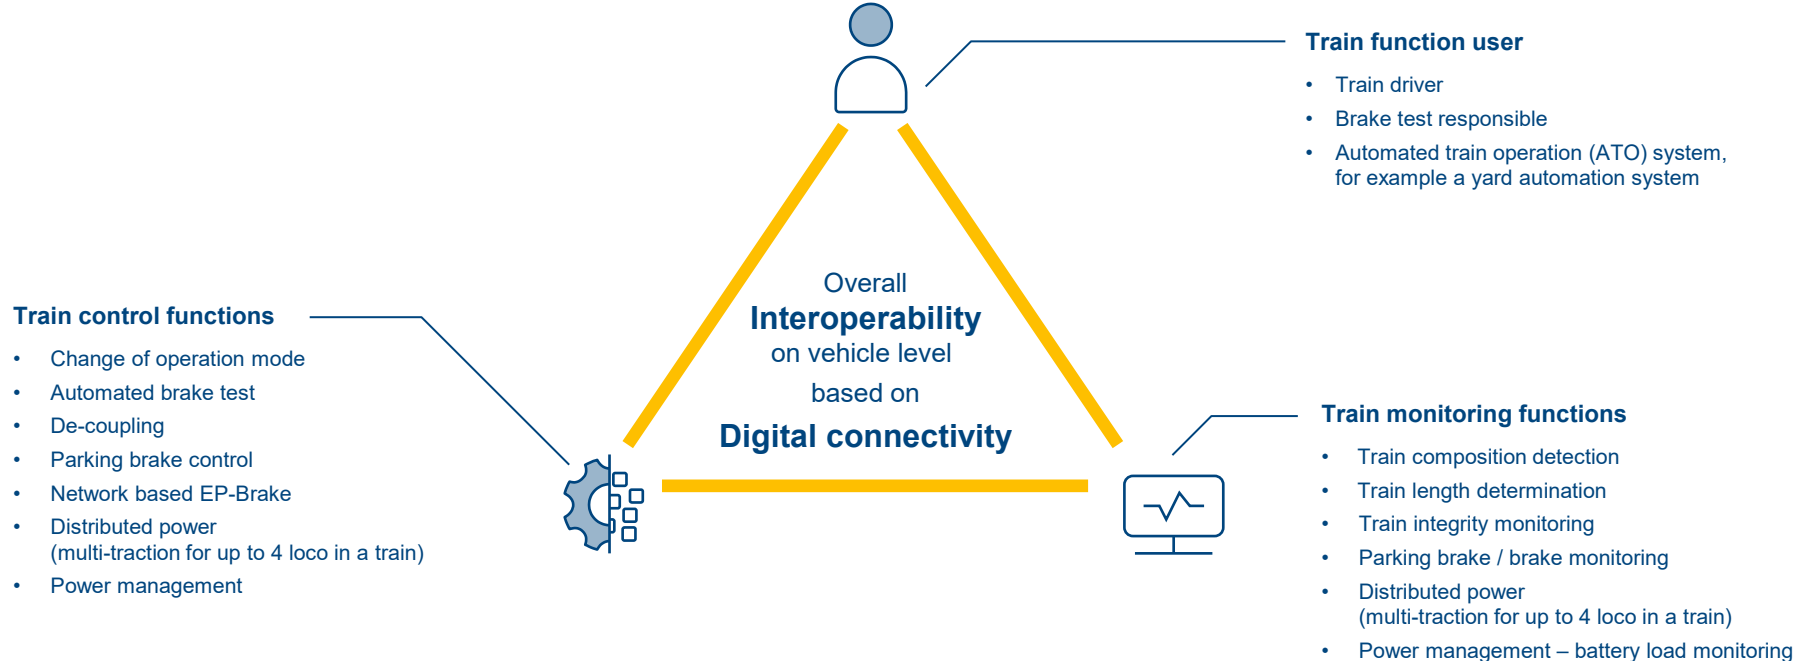 Train function user
• Train driver
• Brake test responsible
• Automated train operation (ATO) system,
for example a yard automation system
Overall
Interoperability
on vehicle level
based on
Digital connectivity
Train control functions
• Change of operation mode
• Automated brake test
• De-coupling
• Parking brake control
• Network based EP-Brake
• Distributed power
(multi-traction for up to 4 loco in a train)
• Power management
Train monitoring functions
• Train composition detection
• Train length determination
• Train integrity monitoring
• Parking brake / brake monitoring
• Distributed power
(multi-traction for up to 4 loco in a train)
• Power management – battery load monitoring